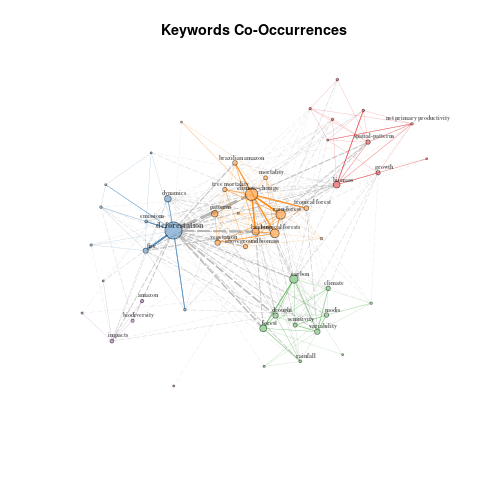 Keywords Co-Occurrences
net primary productivity
spatial-patterns
brazilian amazon
growth
mortality
biomass
tree mortality
climate-change
dynamics
tropical forest
patterns
rain-forest
emissions
deforestation
tropical forests
vegetation
aboveground biomass
fire
carbon
climate
amazon
drought
modis
biodiversity
sensitivity
forest
variability
impacts
rainfall